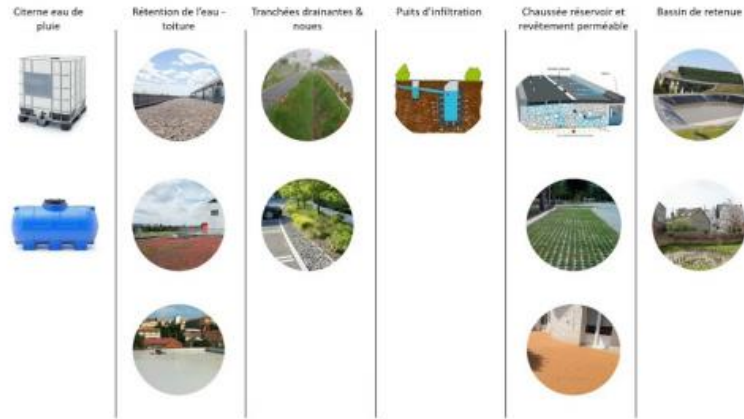 Citerne eau de
pluie
Rétention de l'eau -
toiture
Tranchées drainantes &
noues
Puits d'infiltration
Chaussée réservoir et
revêtement perméable
Bassin de retenue